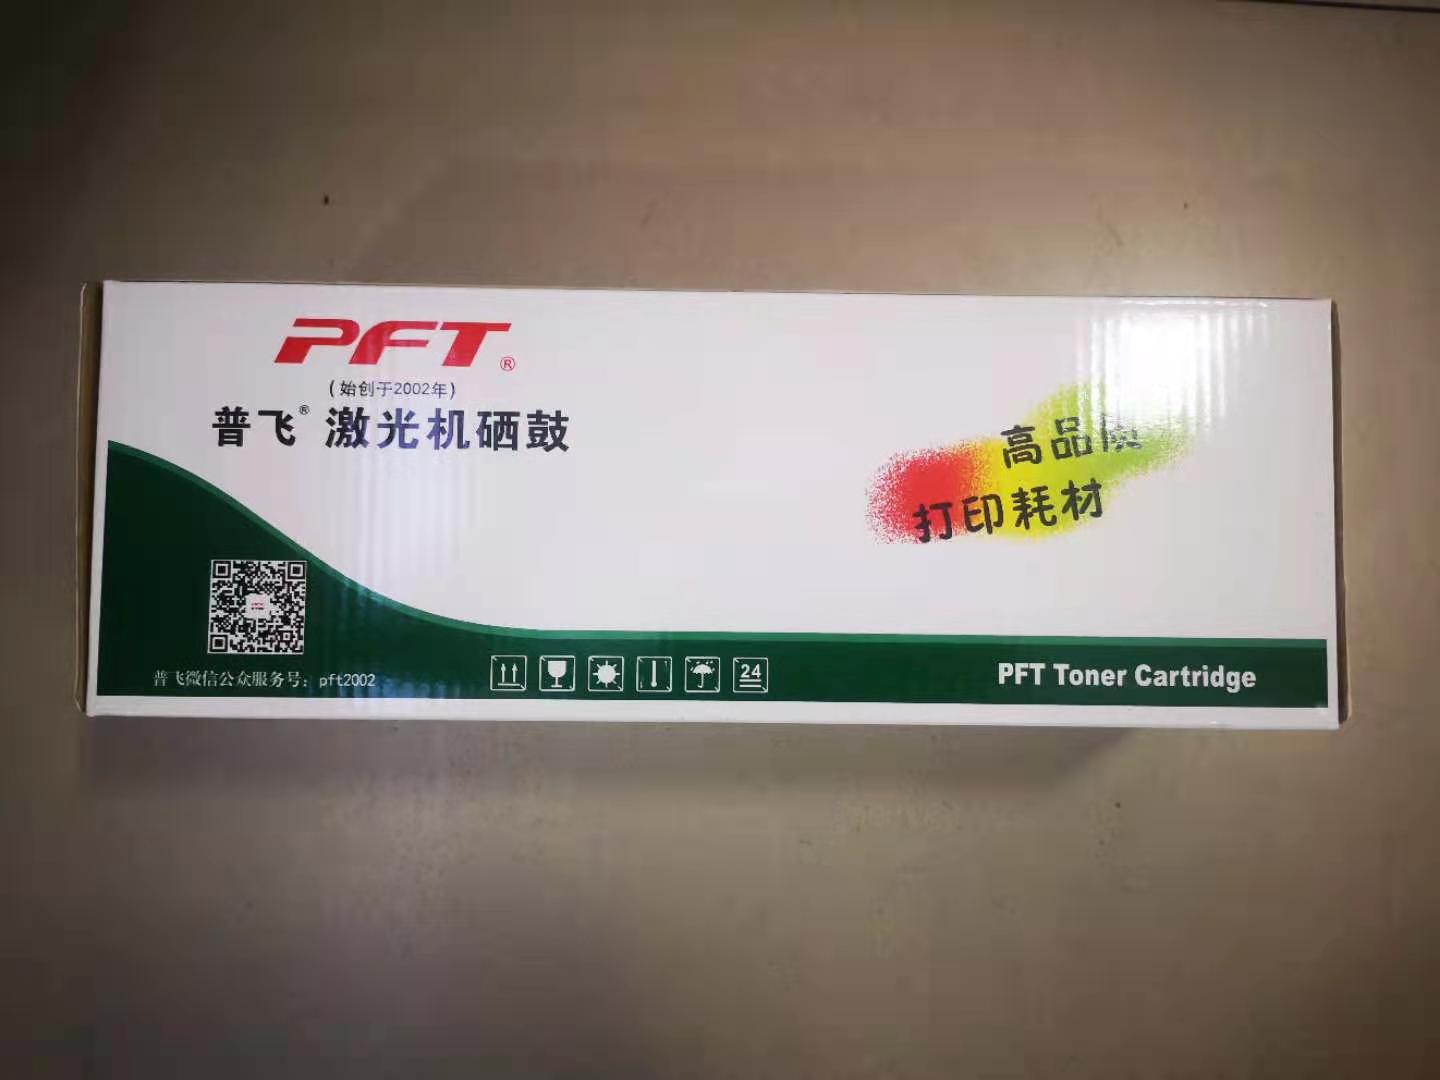 PFT®
(始创于2002年)
普飞® 激光机硒鼓
高品质
打印耗材
普飞微信公众服务号：pft2002
24
PFT Toner Cartridge